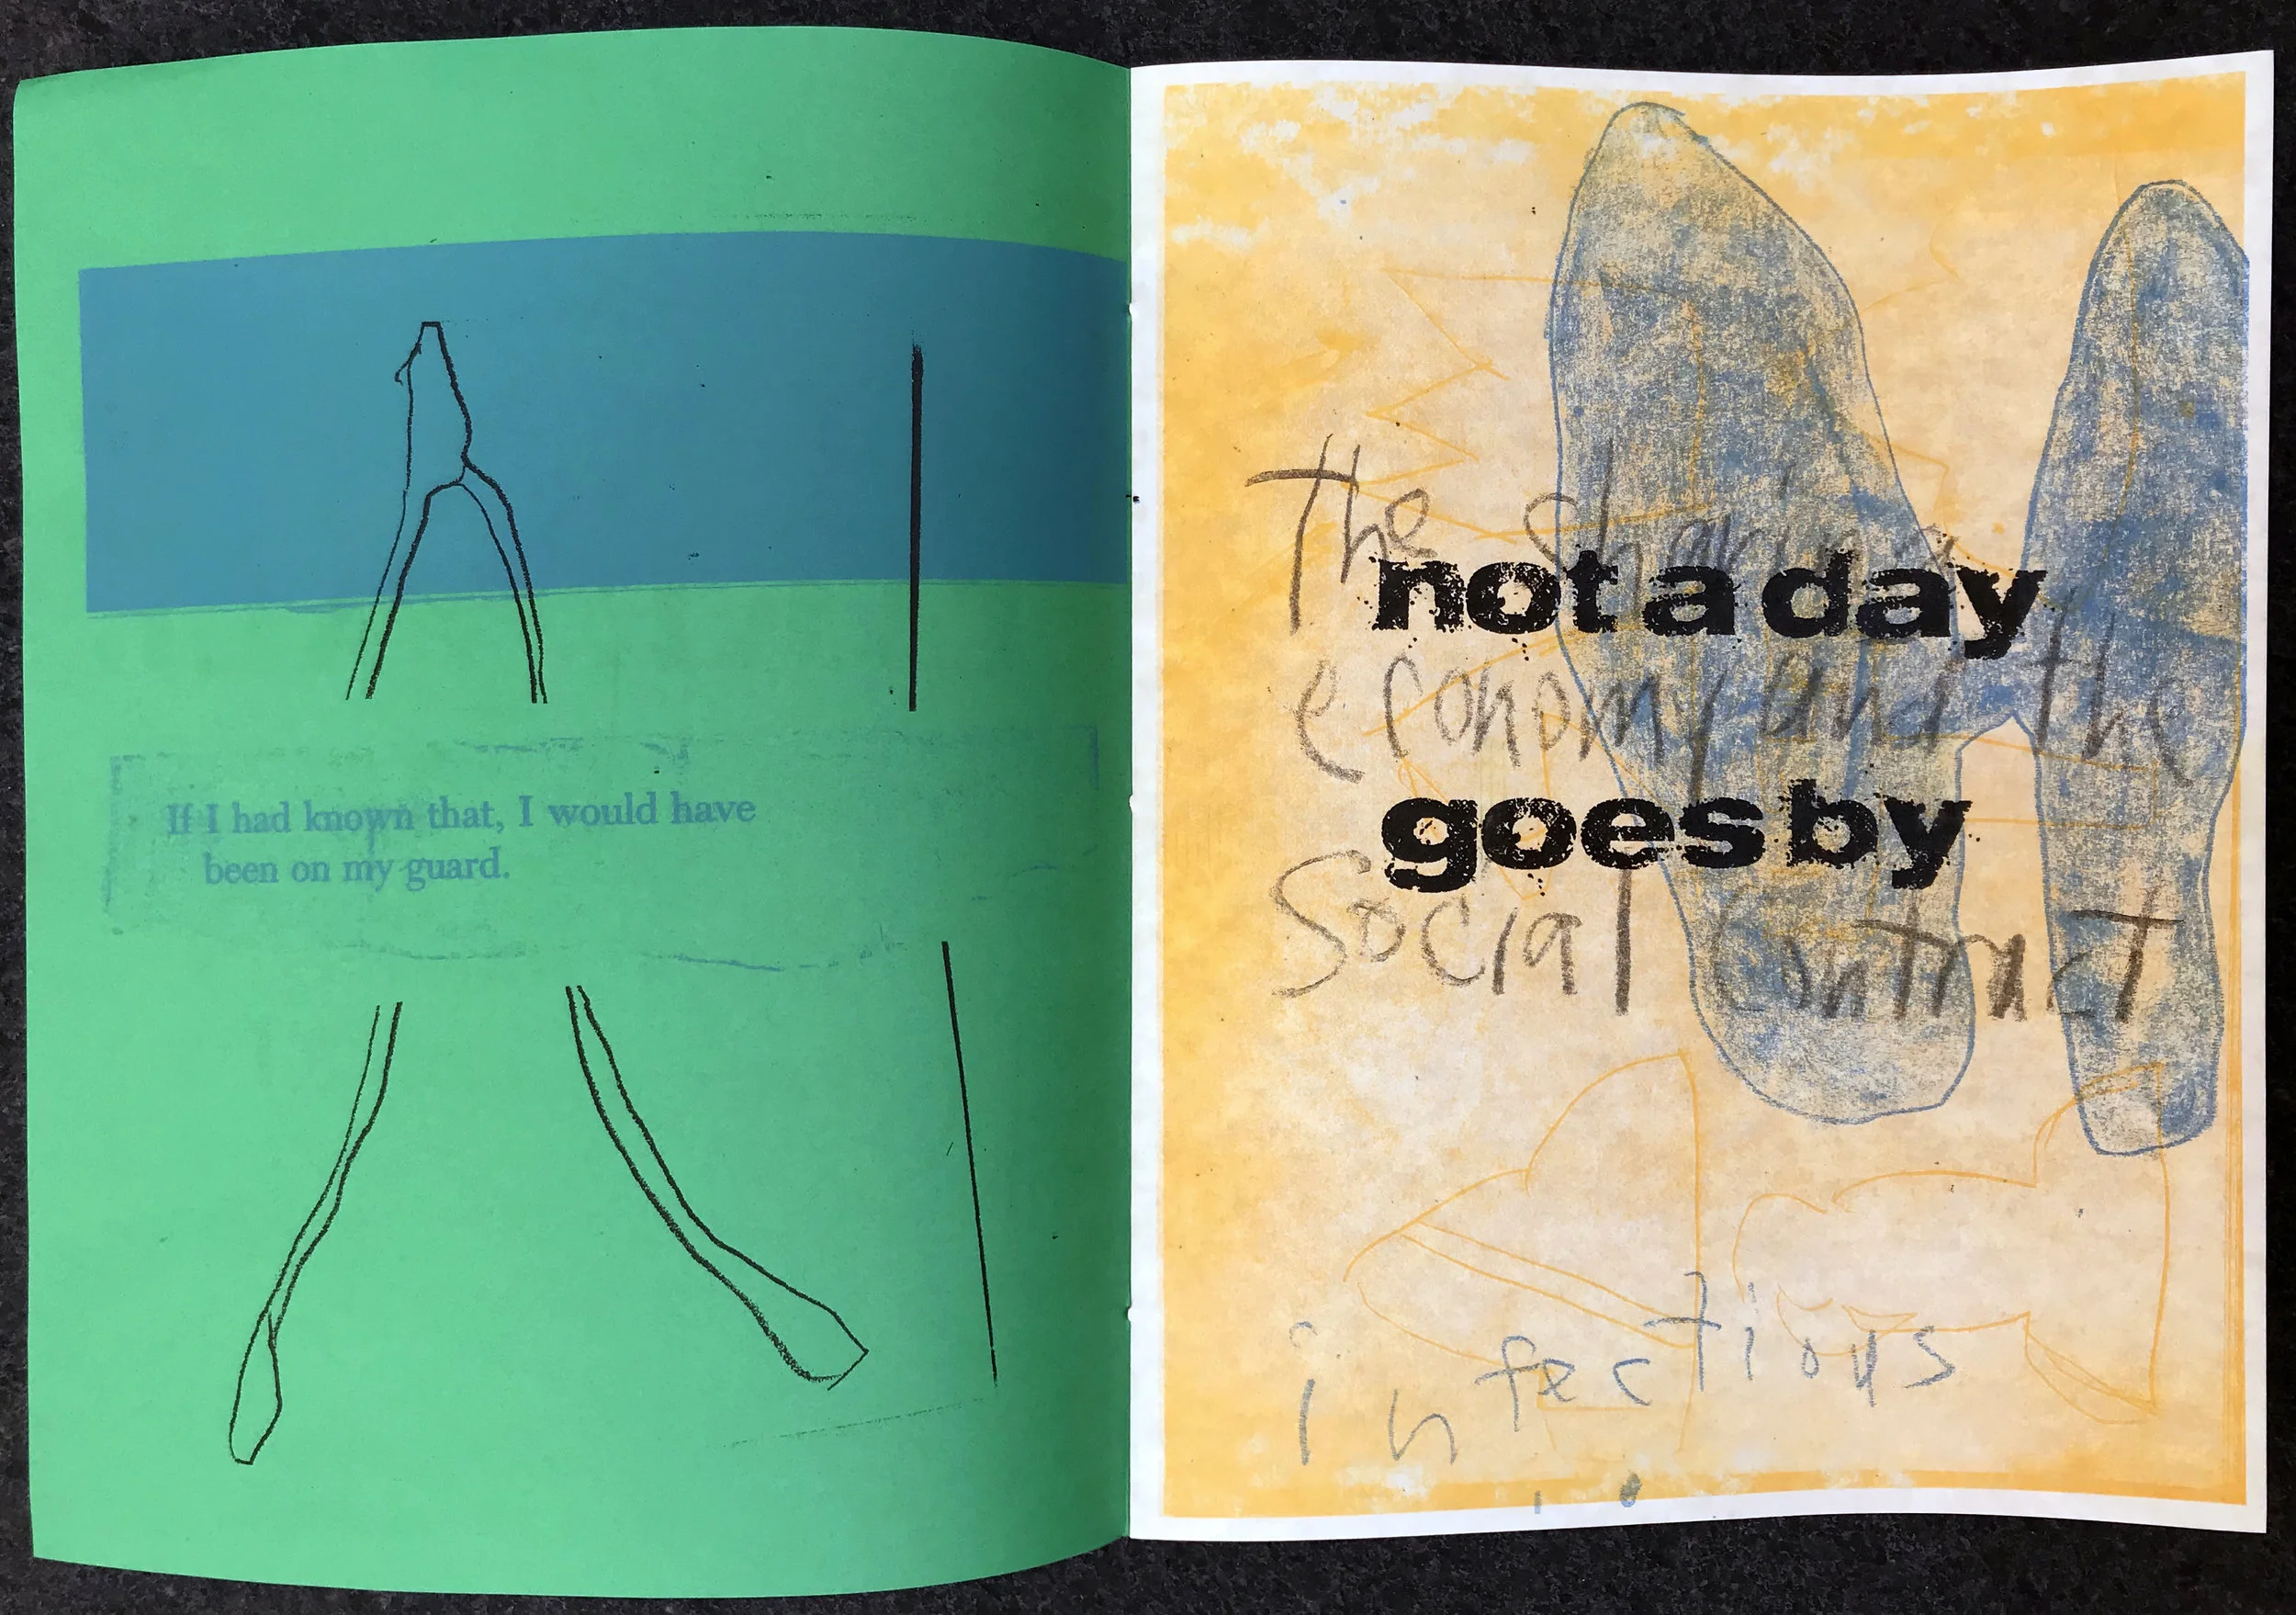 If I had known that, I would have
been on my guard.
The sharing
not a day
economy and the
goes by
Social Contract
infectious